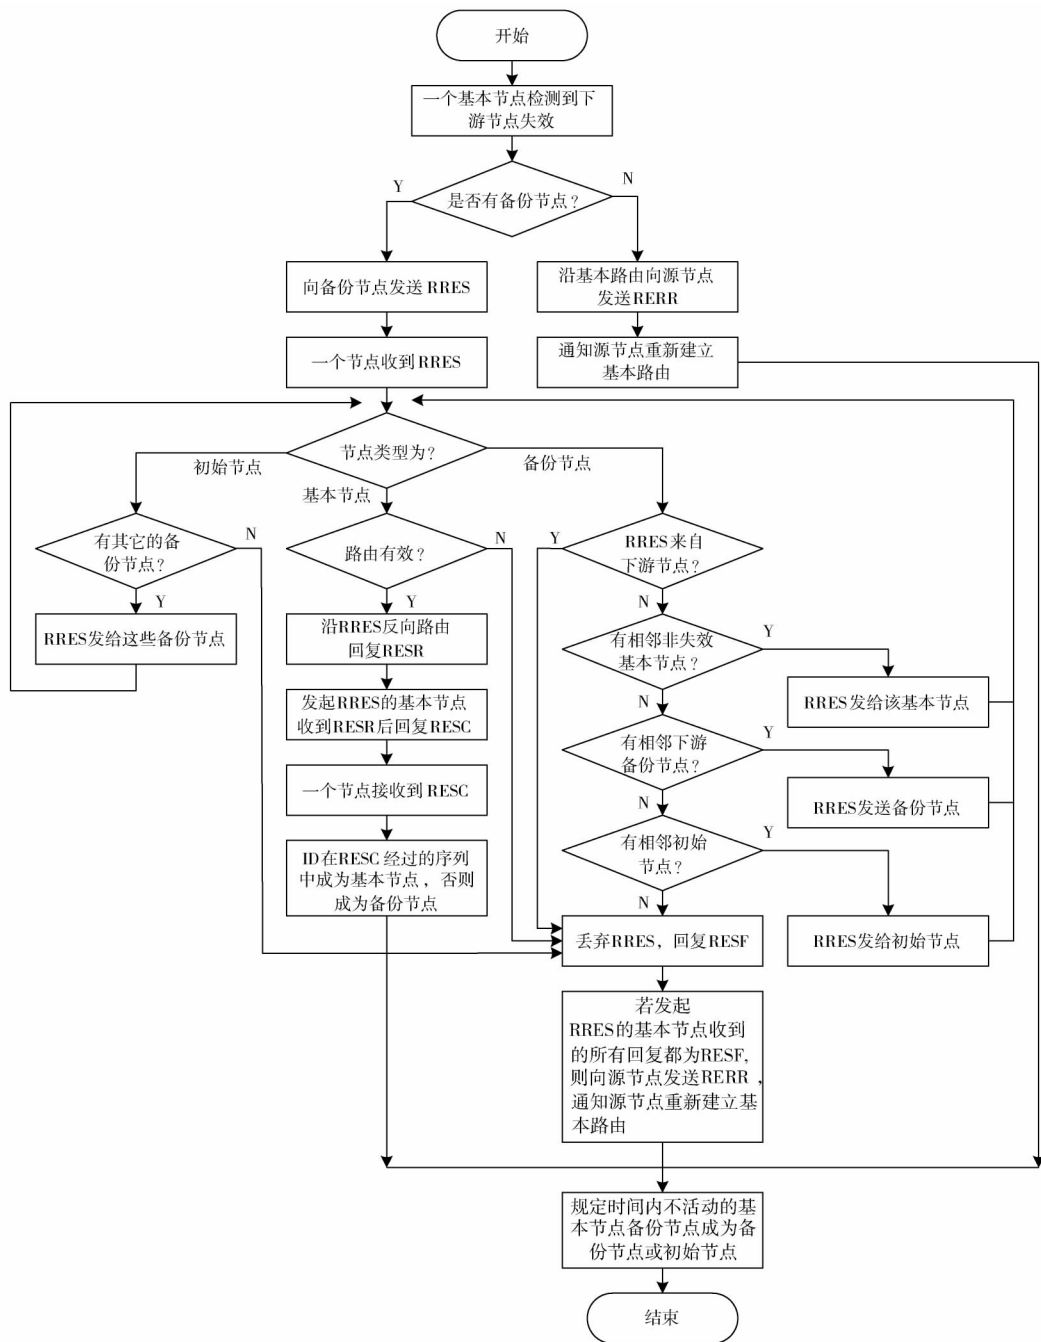 开始
一个基本节点检测到下
游节点失效
是否有备份节点？
Y
N
向备份节点发送 RRES
沿基本路由向源节点
发送RERR
一个节点收到RRES
通知源节点重新建立
基本路由
节点类型为？
初始节点
基本节点
备份节点
有其它的备
份节点？
N
Y
RRES发给这些备份节点
路由有效？
N
Y
沿RRES反向路由
回复RESR
发起RRES的基本节点
收到RESR后回复RESC
一个节点接收到 RESC
ID在RESC 经过的序列
中成为基本节点，否则
成为备份节点
RRES来自
下游节点？
Y
N
有相邻非失效
基本节点？
Y
N
RRES发给该基本节点
有相邻下游
备份节点？
Y
N
RRES发送备份节点
有相邻初始
节点？
Y
N
RRES发给初始节点
丢弃RRES，回复RESF
若发起
RRES的基本节点收到
的所有回复都为RESF,
则向源节点发送RERR，
通知源节点重新建立基
本路由
规定时间内不活动的基
本节点备份节点成为备
份节点或初始节点
结束